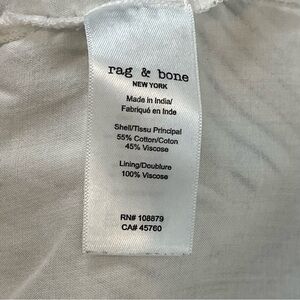 rag & bone
NEW YORK
Made in India/
Fabriqué en Inde
Shell/Tissu Principal
55% Cotton/Coton
45% Viscose
Lining/Doublure
100% Viscose
RN# 108879
CA# 45760